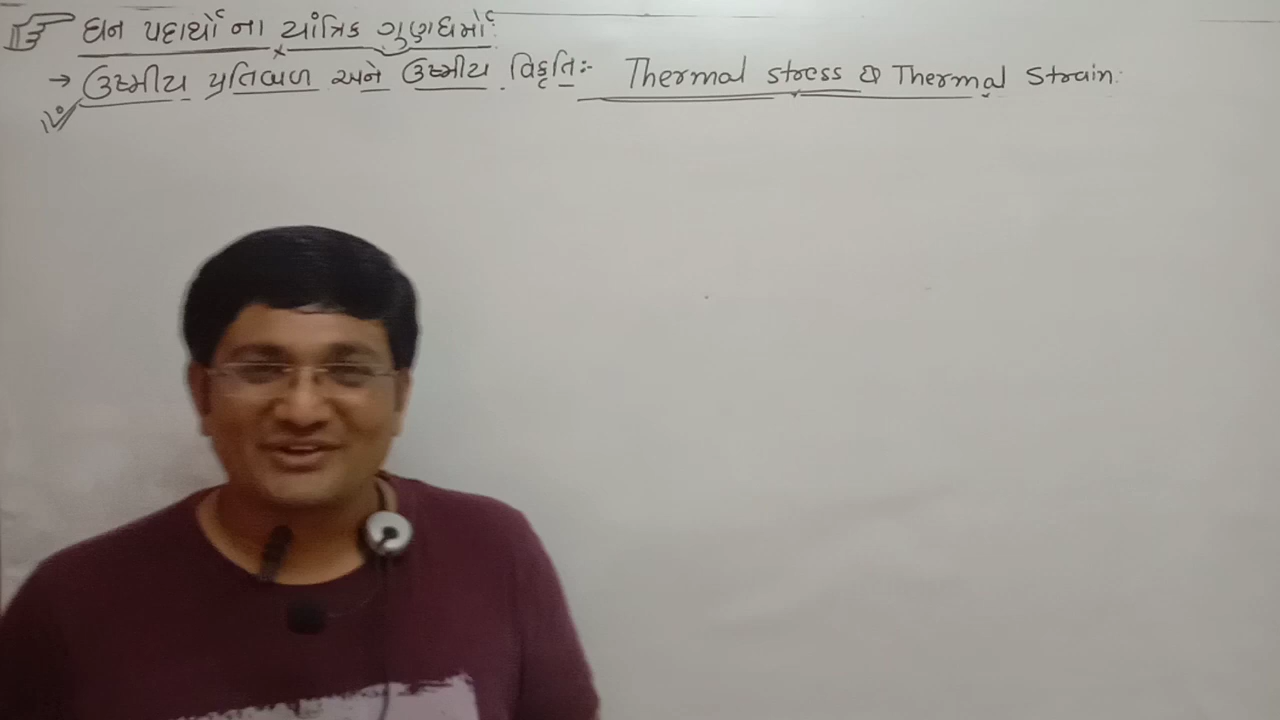 ઘન પદાર્થો ના યાંત્રિક ગુણધર્મો:
→ ઉષ્મીય પ્રતિબળ અને ઉષ્મીય વિકૃતિ:- Thermal stress & Thermal Strain: